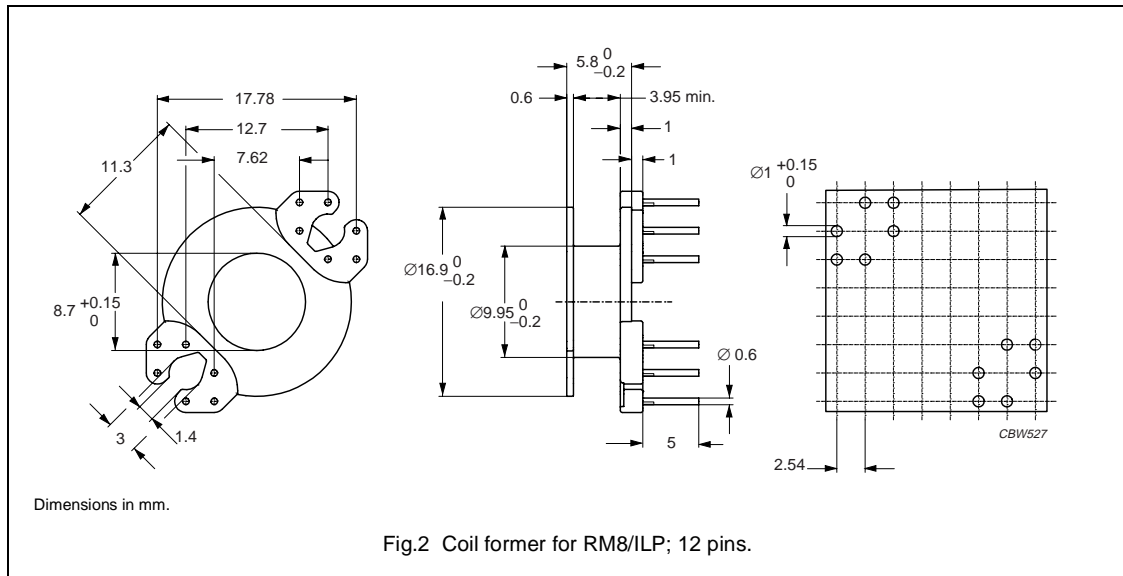 5.8 0 −0.2
0.6
3.95 min.
17.78
12.7
7.62
11.3
1
1
∅1 +0.15 0
8.7 +0.15 0
∅16.9 0 −0.2
∅9.95 0 −0.2
∅ 0.6
3
1.4
5
CBW527
2.54
Dimensions in mm.
Fig.2 Coil former for RM8/ILP; 12 pins.